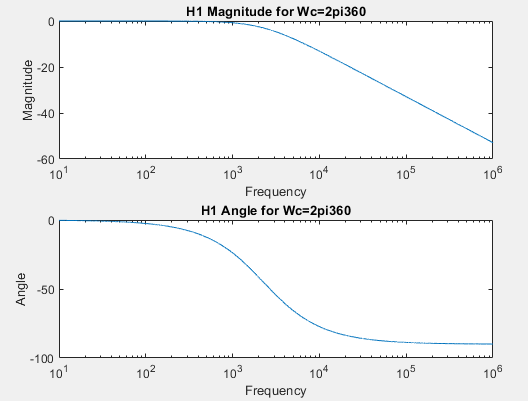 H1 Magnitude for Wc=2pi360
0
-20
-40
-60
Magnitude
10^1 10^2 10^3 10^4 10^5 10^6
Frequency
H1 Angle for Wc=2pi360
0
-50
-100
Angle
10^1 10^2 10^3 10^4 10^5 10^6
Frequency